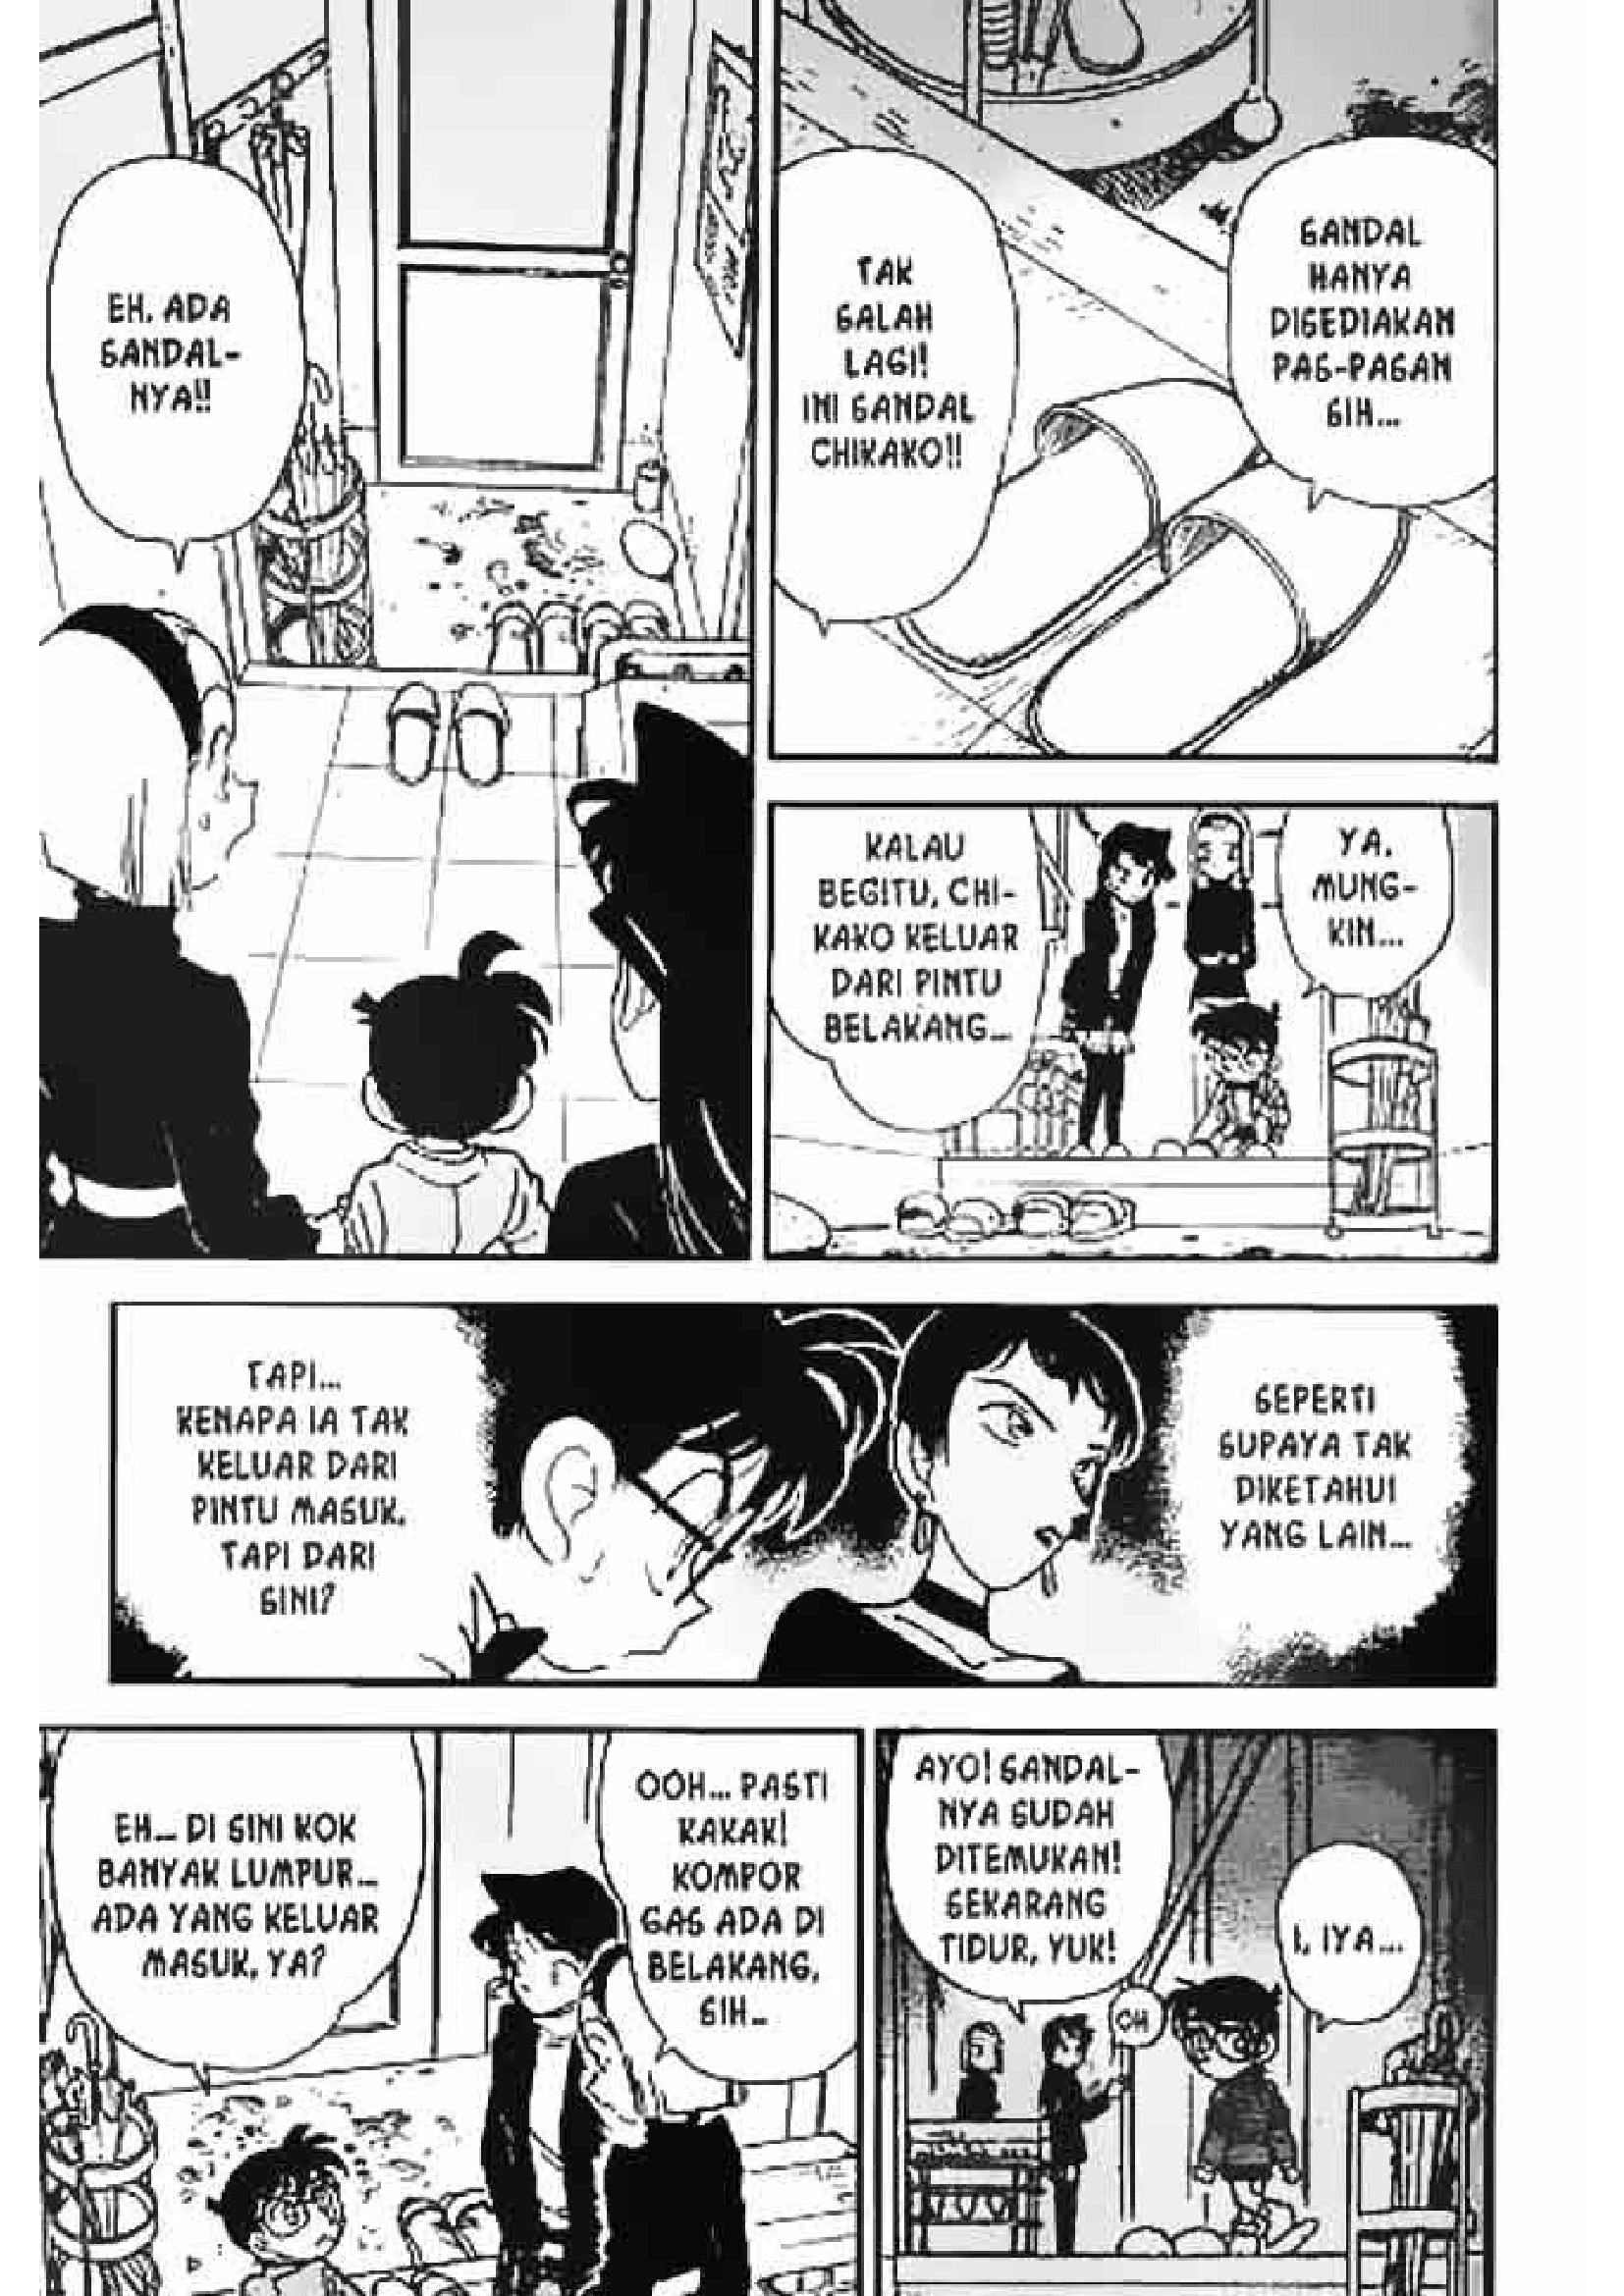 EH, ADA
SANDAL-
NYA!!
TAK
SALAH
LAGI!
INI SANDAL
CHIKAKO!!
SANDAL
HANYA
DISEDIAKAN
PAS-PASAN
SIH...
KALAU
BEGITU, CHI-
KAKO KELUAR
DARI PINTU
BELAKANG...
YA,
MUNG-
KIN...
TAPI...
KENAPA IA TAK
KELUAR DARI
PINTU MASUK,
TAPI DARI
SINI?
SEPERTI
SUPAYA TAK
DIKETAHUI
YANG LAIN...
EH... DI SINI KOK
BANYAK LUMPUR...
ADA YANG KELUAR
MASUK, YA?
OOH... PASTI
KAKAK!
KOMPOR
GAS ADA DI
BELAKANG,
SIH...
AYO! SANDAL-
NYA SUDAH
DITEMUKAN!
SEKARANG
TIDUR, YUK!
OH
I, IYA...